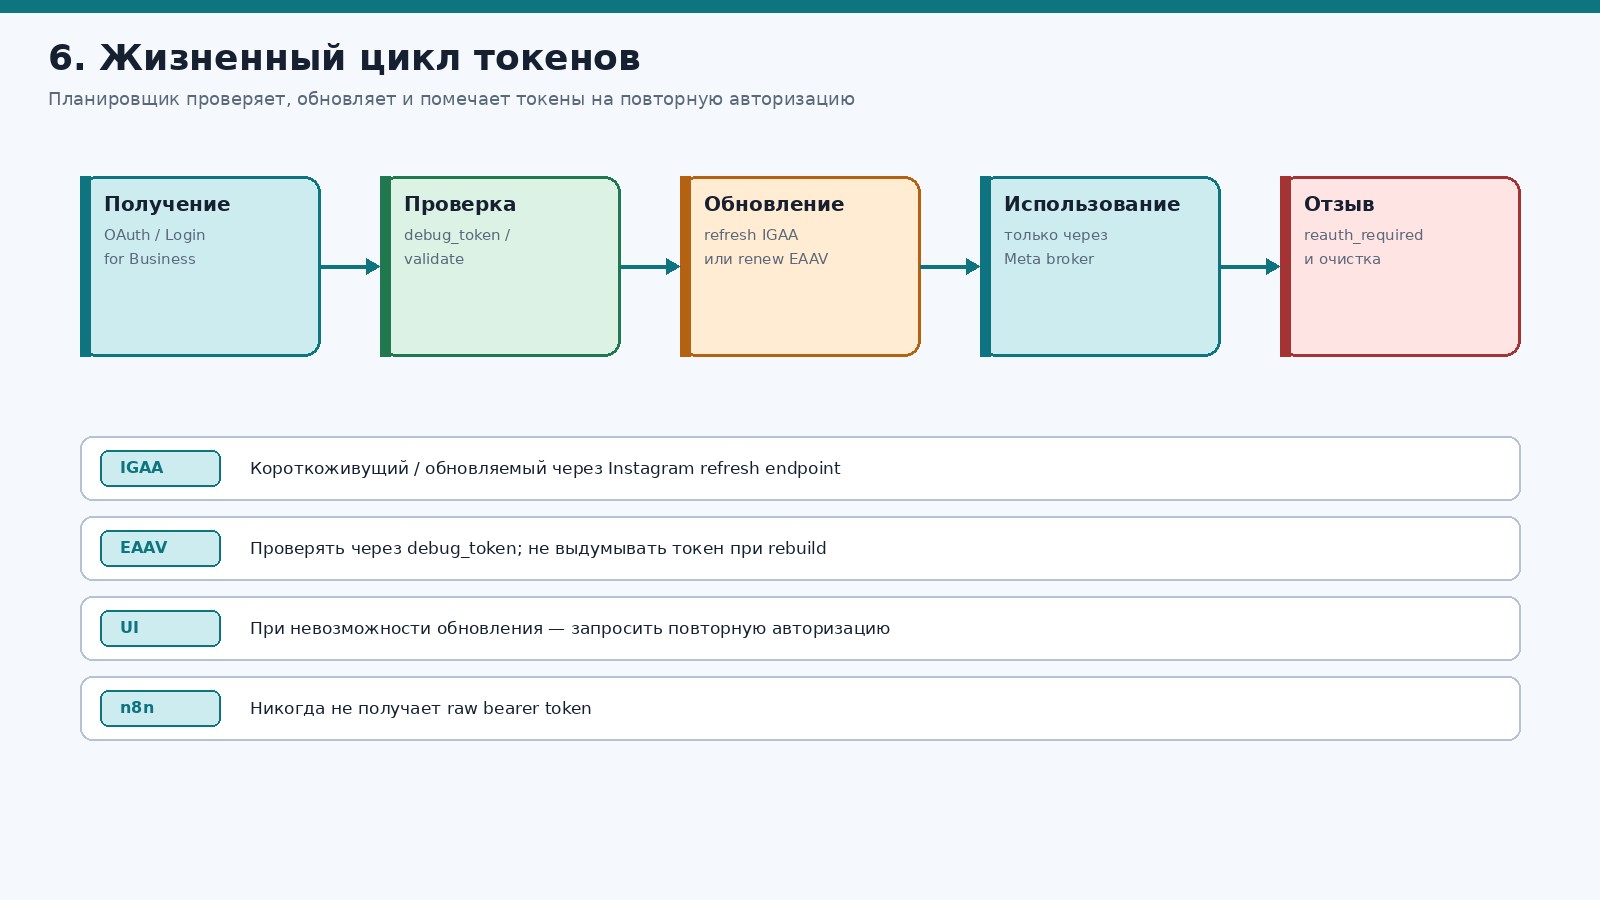 6. Жизненный цикл токенов
Планировщик проверяет, обновляет и помечает токены на повторную авторизацию
Получение
OAuth / Login
for Business
Проверка
debug_token /
validate
Обновление
refresh IGAA
или renew EAAV
Использование
только через
Meta broker
Отзыв
reauth_required
и очистка
IGAA
Короткоживущий / обновляемый через Instagram refresh endpoint
EAAV
Проверять через debug_token; не выдумывать токен при rebuild
UI
При невозможности обновления — запросить повторную авторизацию
n8n
Никогда не получает raw bearer token